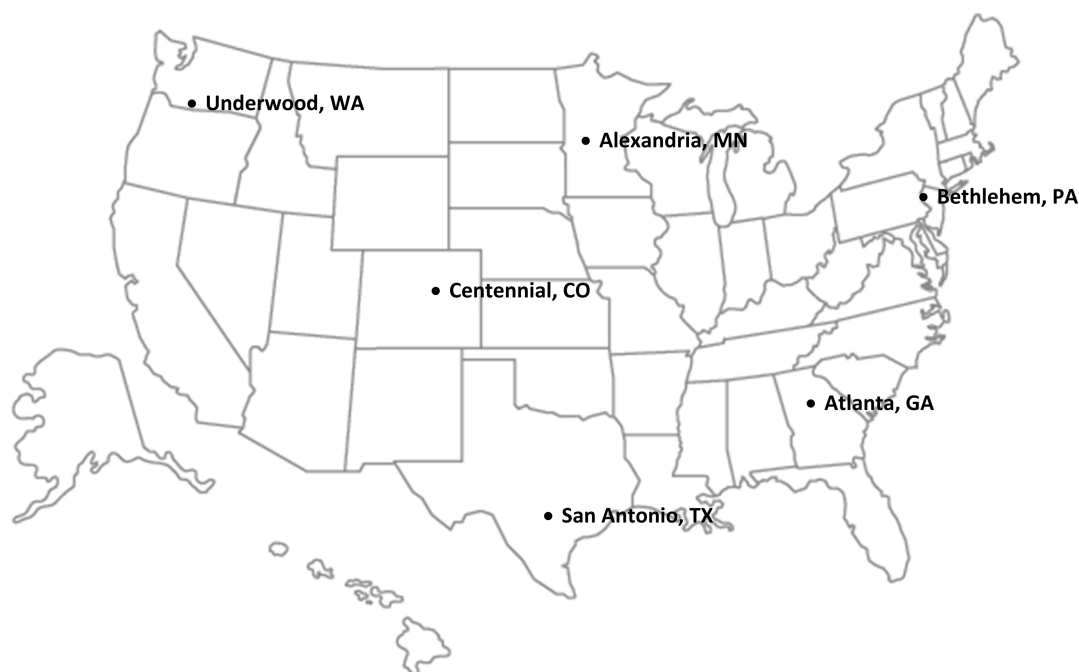 Underwood, WA
Alexandria, MN
Bethlehem, PA
Centennial, CO
Atlanta, GA
San Antonio, TX